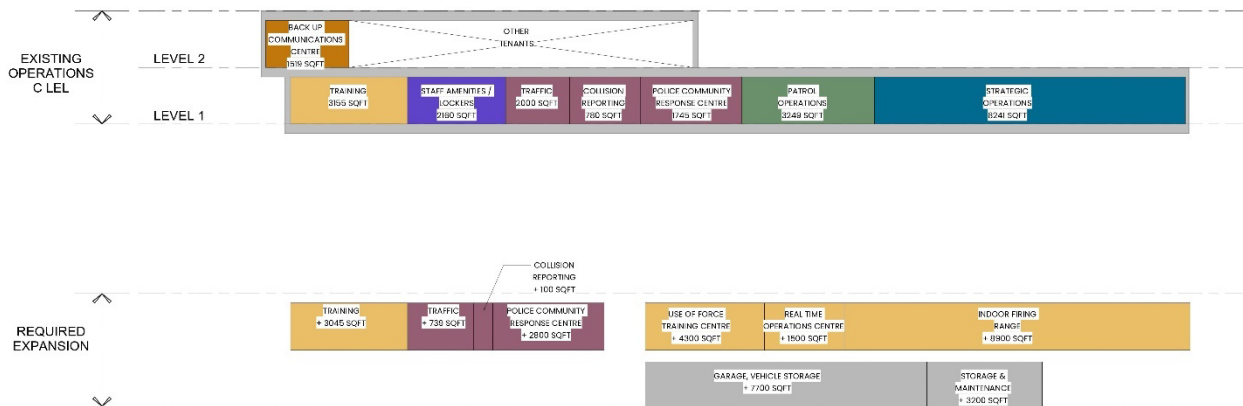 EXISTING
OPERATIONS
C LEL
LEVEL 2
LEVEL 1
BACK UP
COMMUNICATIONS
CENTRE
1519 SQFT
OTHER
TENANTS
TRAINING
3155 SQFT
STAFF AMENITIES /
LOCKERS
2160 SQFT
TRAFFIC
2000 SQFT
COLLISION
REPORTING
780 SQFT
POLICE COMMUNITY
RESPONSE CENTRE
1745 SQFT
PATROL
OPERATIONS
3249 SQFT
STRATEGIC
OPERATIONS
8241 SQFT
REQUIRED
EXPANSION
TRAINING
+ 3045 SQFT
TRAFFIC
+ 739 SQFT
COLLISION
REPORTING
+ 100 SQFT
POLICE COMMUNITY
RESPONSE CENTRE
+ 2800 SQFT
USE OF FORCE
TRAINING CENTRE
+ 4300 SQFT
REAL TIME
OPERATIONS CENTRE
+ 1500 SQFT
INDOOR FIRING
RANGE
+ 8900 SQFT
GARAGE, VEHICLE STORAGE
+ 7700 SQFT
STORAGE &
MAINTENANCE
+ 3200 SQFT